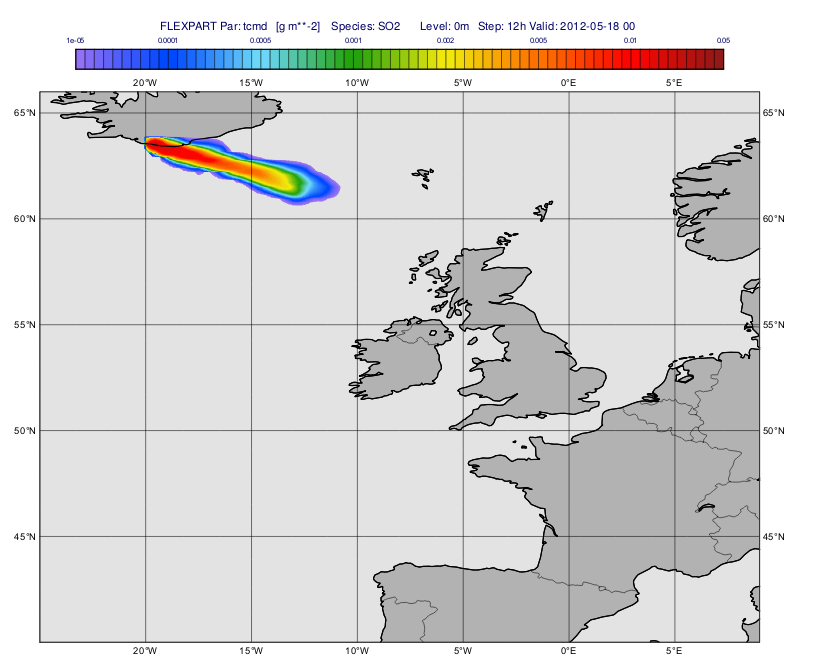 FLEXPART Par: tcmd [g m**-2] Species: SO2 Level: 0m Step: 12h Valid: 2012-05-18 00
1e-05 0.0001 0.0005 0.001 0.002 0.005 0.01 0.05
20°W 15°W 10°W 5°W 0°E 5°E
65°N 65°N
60°N 60°N
55°N 55°N
50°N 50°N
45°N 45°N
20°W 15°W 10°W 5°W 0°E 5°E